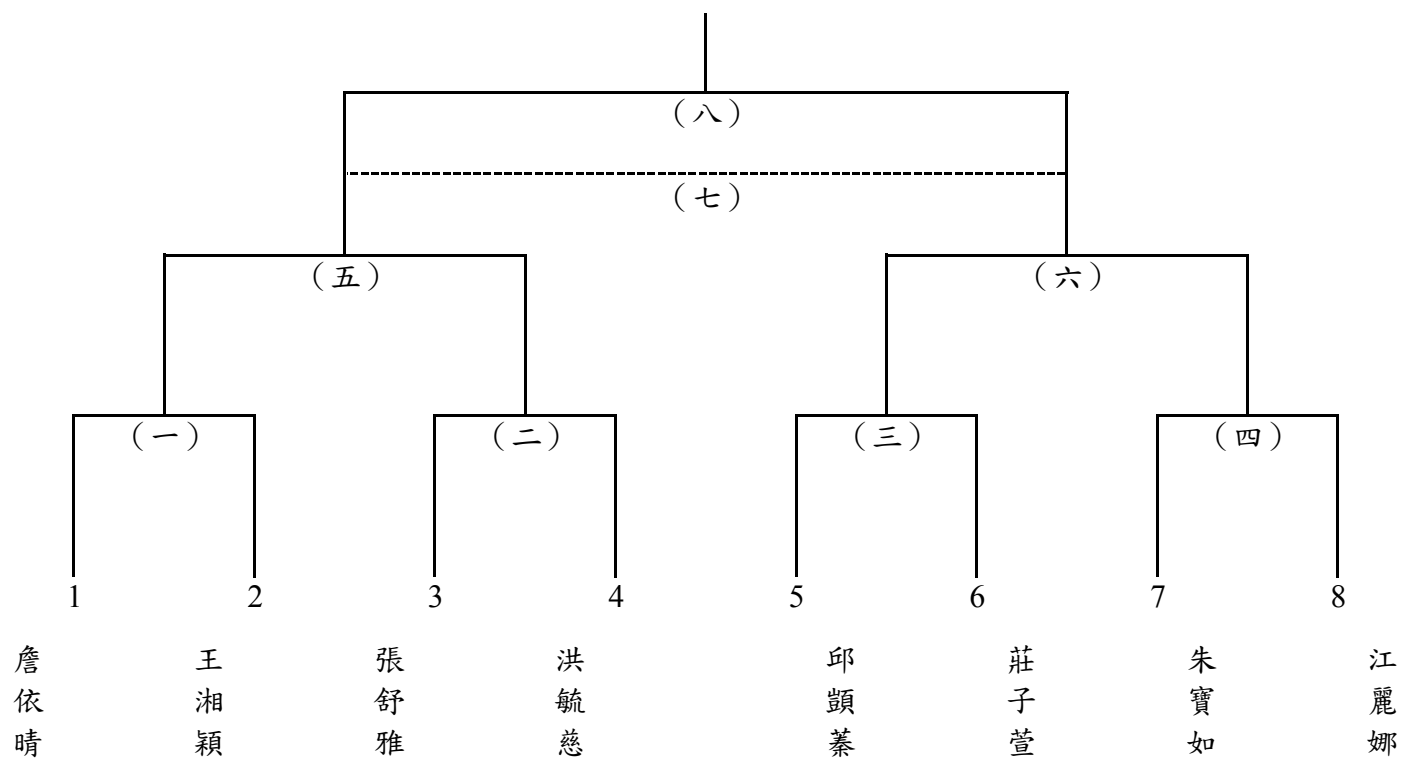 （八）
（七）
（五）
（六）
（一）
（二）
（三）
（四）
1
2
3
4
5
6
7
8
詹依晴
王湘穎
張舒雅
洪毓慈
邱顗蓁
莊子萱
朱寶如
江麗娜